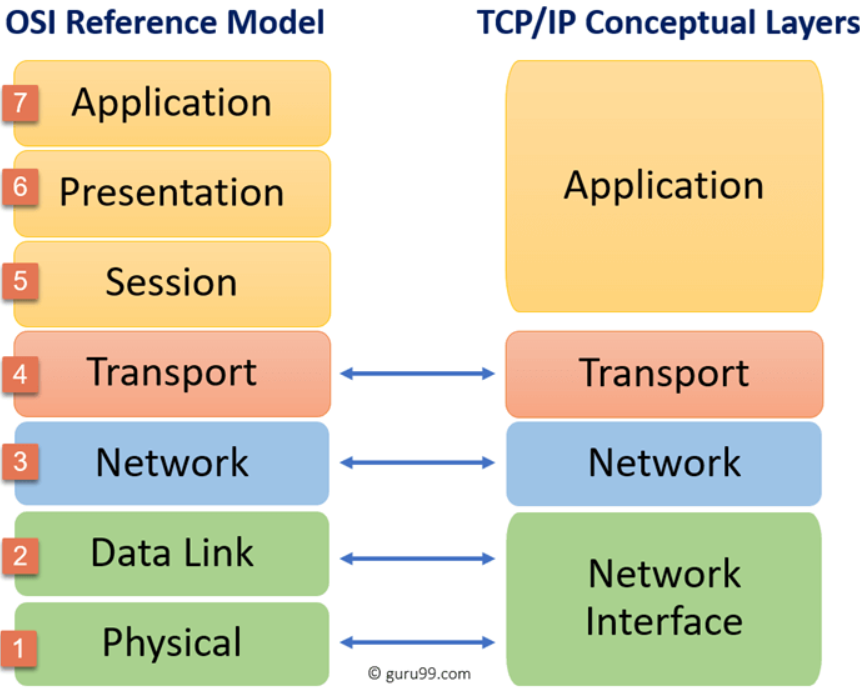 OSI Reference Model
TCP/IP Conceptual Layers
7
Application
6
Presentation
5
Session
Application
4
Transport
Transport
3
Network
Network
2
Data Link
1
Physical
Network
Interface
© guru99.com